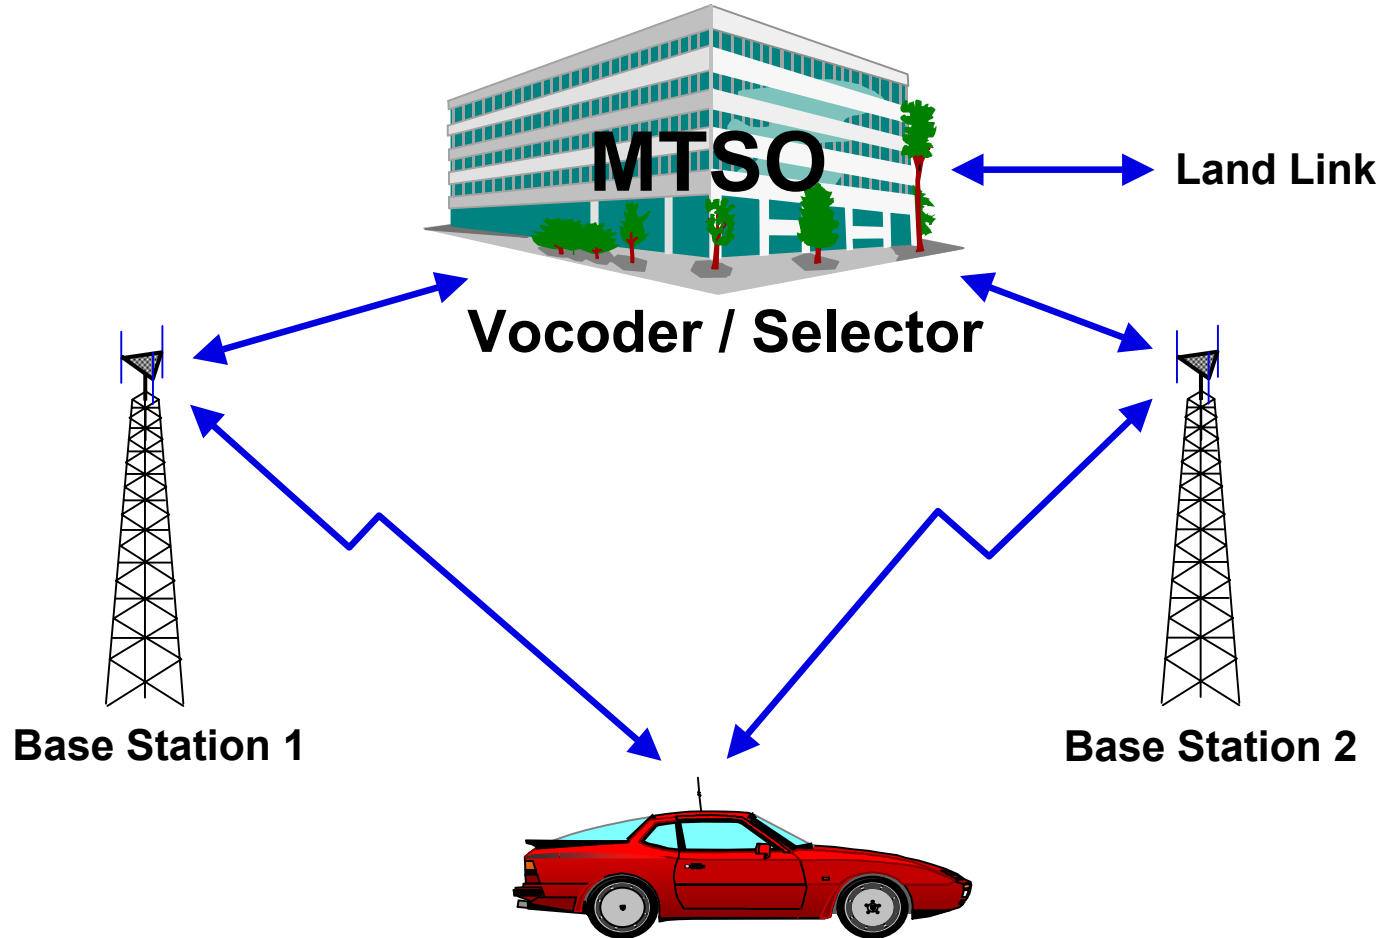 MTSO
Land Link
Vocoder / Selector
Base Station 1
Base Station 2